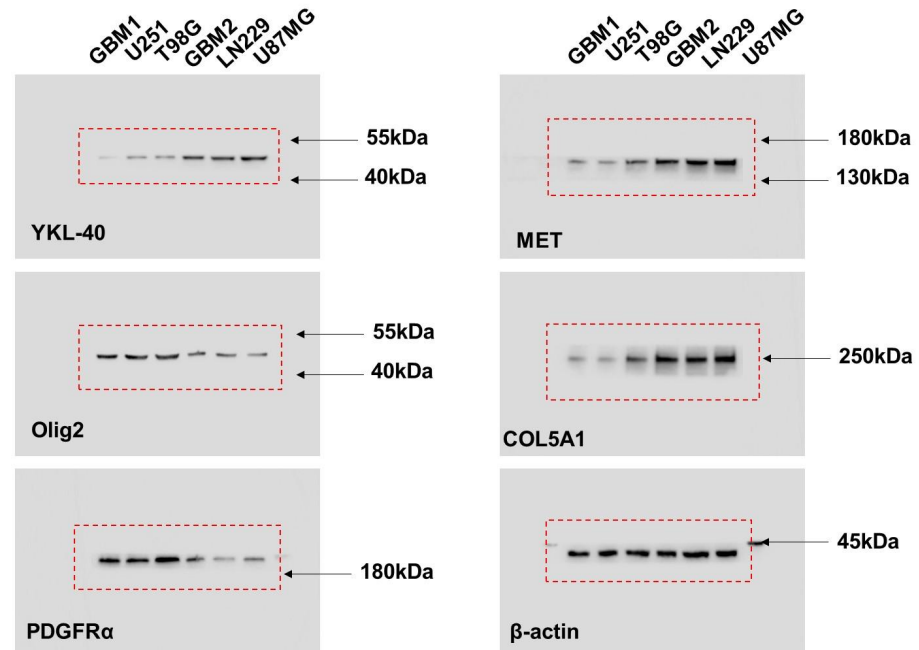 GBM1 U251 T98G GBM2 LN229 U87MG
55kDa
40kDa
YKL-40
55kDa
40kDa
Olig2
180kDa
PDGFRα
GBM1 U251 T98G GBM2 LN229 U87MG
180kDa
130kDa
MET
250kDa
COL5A1
45kDa
β-actin